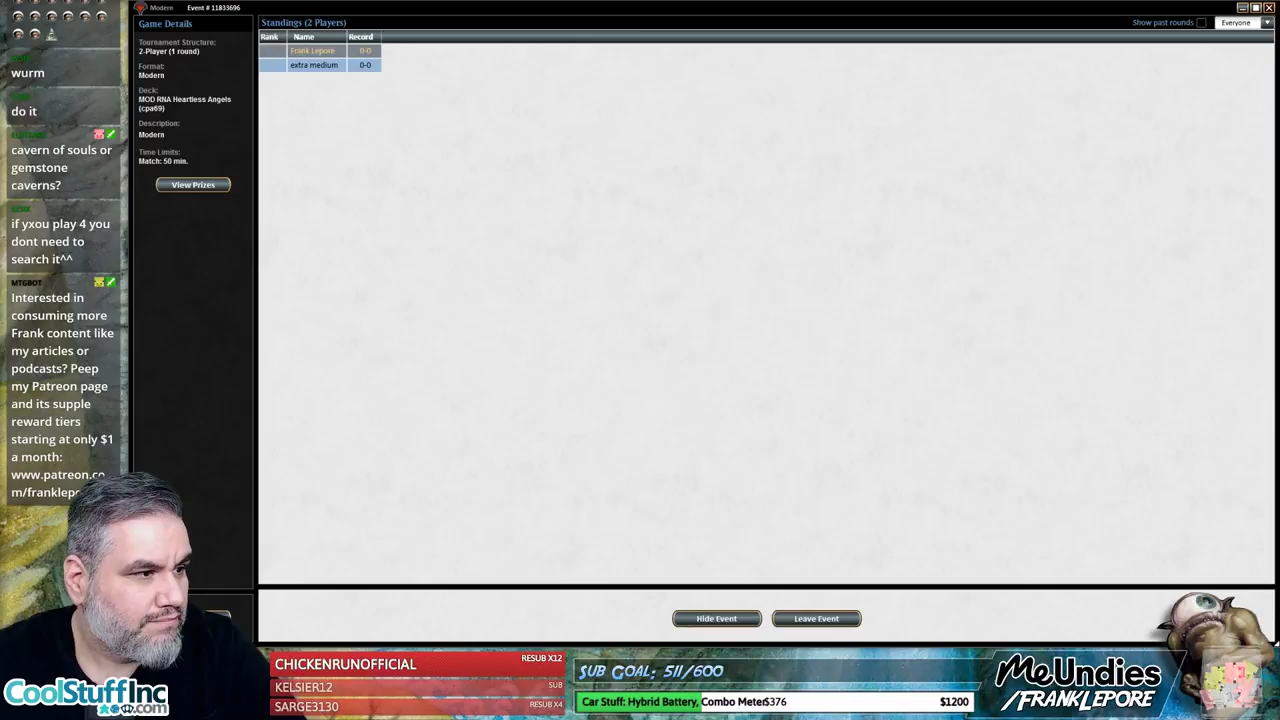 Modern Event # 11833696
Game Details
Tournament Structure:
2-Player (1 round)
Format:
Modern
Deck:
MOD RNA Heartless Angels
(cpa69)
Description:
Modern
Time Limits:
Match: 50 min.
View Prizes
Standings (2 Players)
Show past rounds
Everyone
Rank Name Record
Frank Lepore 0-0
extra medium 0-0
Hide Event
Leave Event
wurm
do it
cavern of souls or
gemstone
caverns?
if yxou play 4 you
dont need to
search it^^
MTGBOT
Interested in
consuming more
Frank content like
my articles or
podcasts? Peep
my Patreon page
and its supple
reward tiers
starting at only $1
a month:
www.patreon.co
m/franklepo
CoolStuffInc
.com
CHICKENRUNOFFICIAL RESUB X12
KELSIER12 SUB
SARGE3130 RESUB X4
SUB GOAL: 511/600
Car Stuff: Hybrid Battery, Combo Meter $376 $1200
MeUndies
/FRANKLEPORE